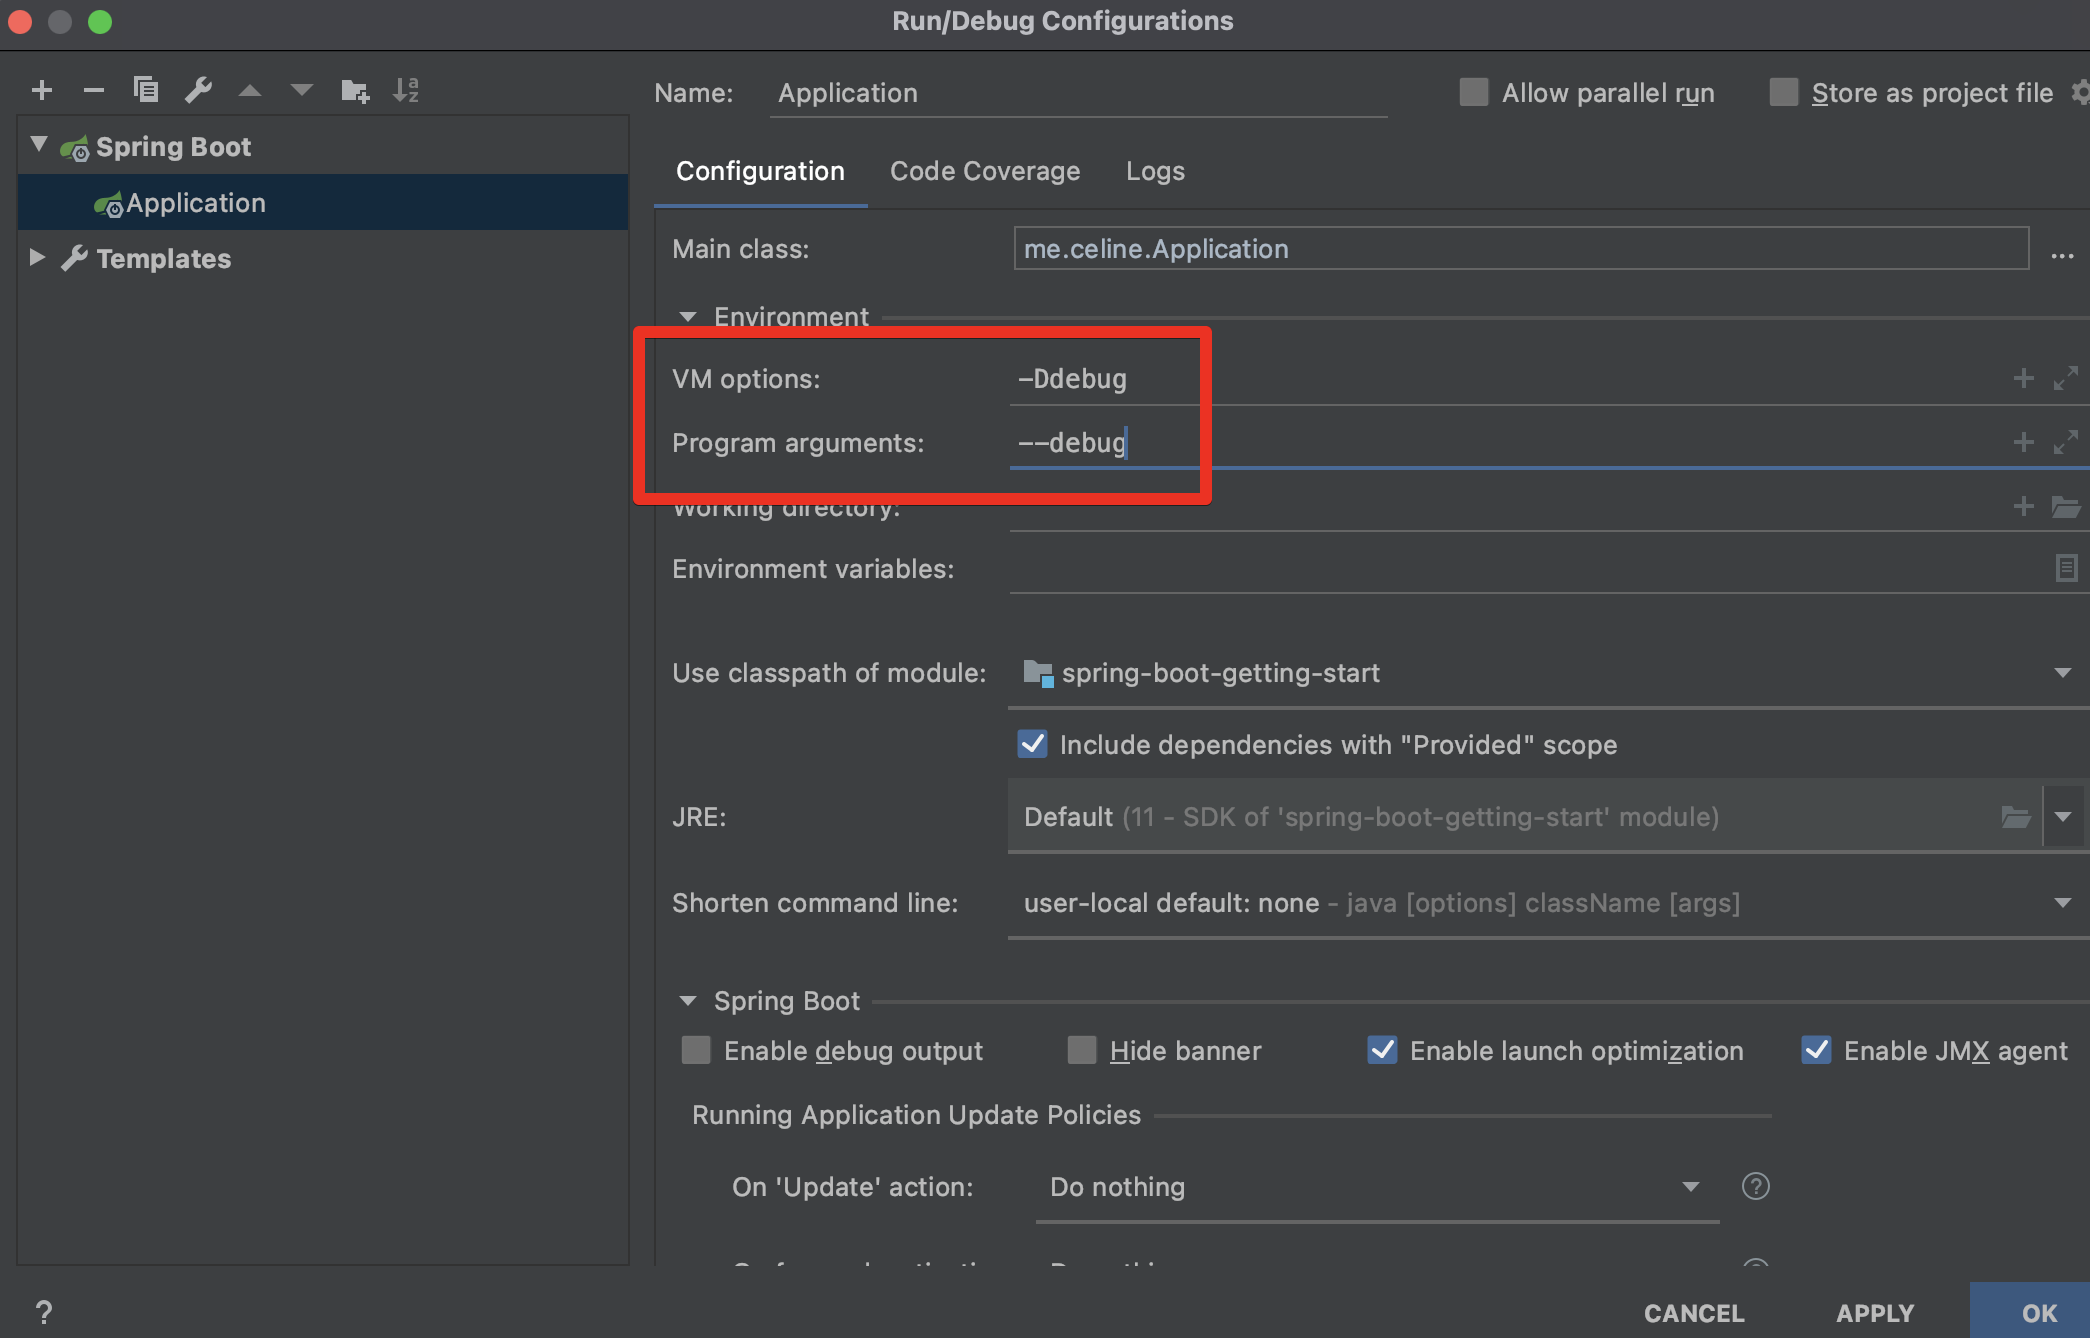 Run/Debug Configurations
Name: Application
Allow parallel run
Store as project file
Spring Boot
Application
Templates
Configuration Code Coverage Logs
Main class: me.celine.Application ...
Environment
VM options: -Ddebug
Program arguments: --debug
Working directory:
Environment variables:
Use classpath of module: spring-boot-getting-start
Include dependencies with "Provided" scope
JRE: Default (11 - SDK of 'spring-boot-getting-start' module)
Shorten command line: user-local default: none - java [options] className [args]
Spring Boot
Enable debug output Hide banner Enable launch optimization Enable JMX agent
Running Application Update Policies
On 'Update' action: Do nothing ?
? CANCEL APPLY OK